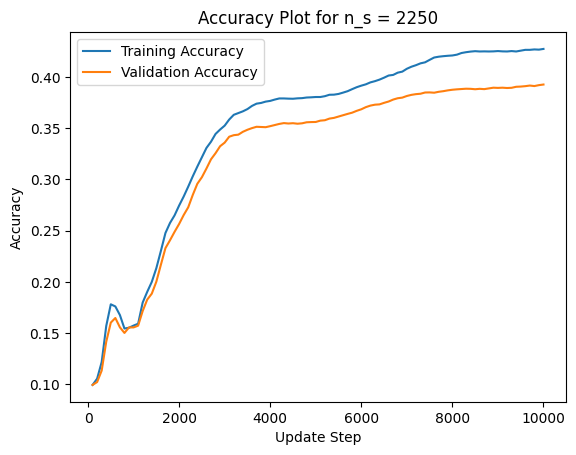 Accuracy Plot for n_s = 2250
Training Accuracy
Validation Accuracy
0.40
0.35
0.30
0.25
0.20
0.15
0.10
Accuracy
0
2000
4000
6000
8000
10000
Update Step